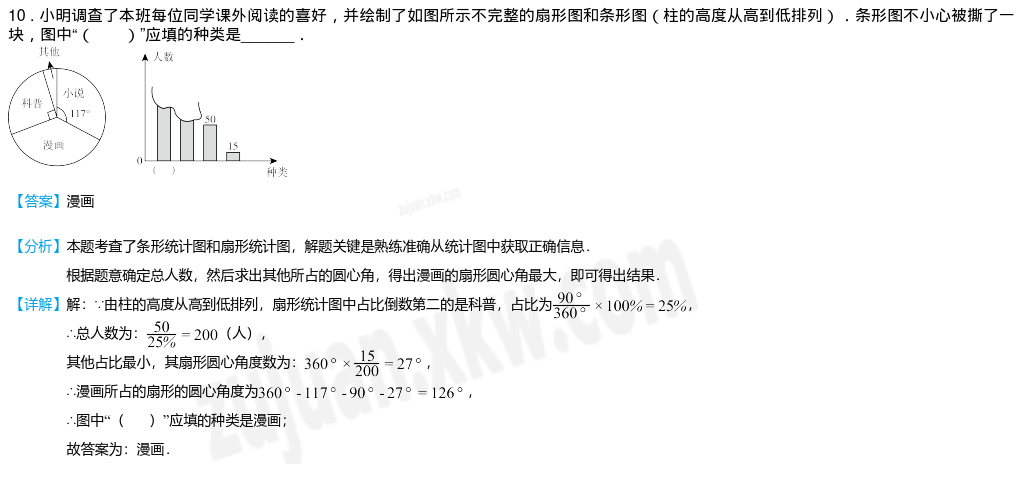 10．小明调查了本班每位同学课外阅读的喜好，并绘制了如图所示不完整的扇形图和条形图（柱的高度从高到低排列）．条形图不小心被撕了一
块，图中“（　　）”应填的种类是_______．
其他
小说
科普
117°
漫画
人数
50
15
0
（　）
种类
【答案】漫画
【分析】本题考查了条形统计图和扇形统计图，解题关键是熟练准确从统计图中获取正确信息．
根据题意确定总人数，然后求出其他所占的圆心角，得出漫画的扇形圆心角最大，即可得出结果．
【详解】解：∵由柱的高度从高到低排列，扇形统计图中占比倒数第二的是科普，占比为90°/360°×100%=25%，
∴总人数为：50/25%=200（人），
其他占比最小，其扇形圆心角度数为：360°×15/200=27°，
∴漫画所占的扇形的圆心角度为360°-117°-90°-27°=126°，
∴图中“（　　）”应填的种类是漫画；
故答案为：漫画．
zujuan.xkw.com
zujuan.xkw.com